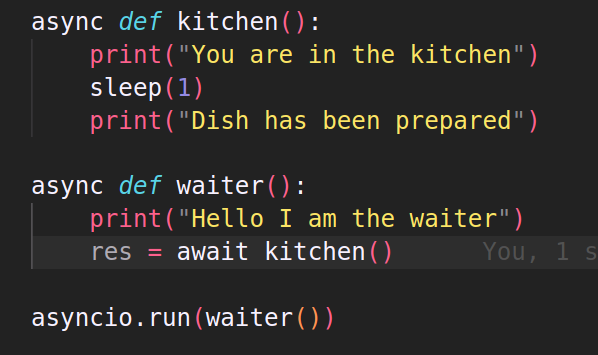 async def kitchen():
    print("You are in the kitchen")
    sleep(1)
    print("Dish has been prepared")
async def waiter():
    print("Hello I am the waiter")
    res = await kitchen()      You, 1 s
asyncio.run(waiter())